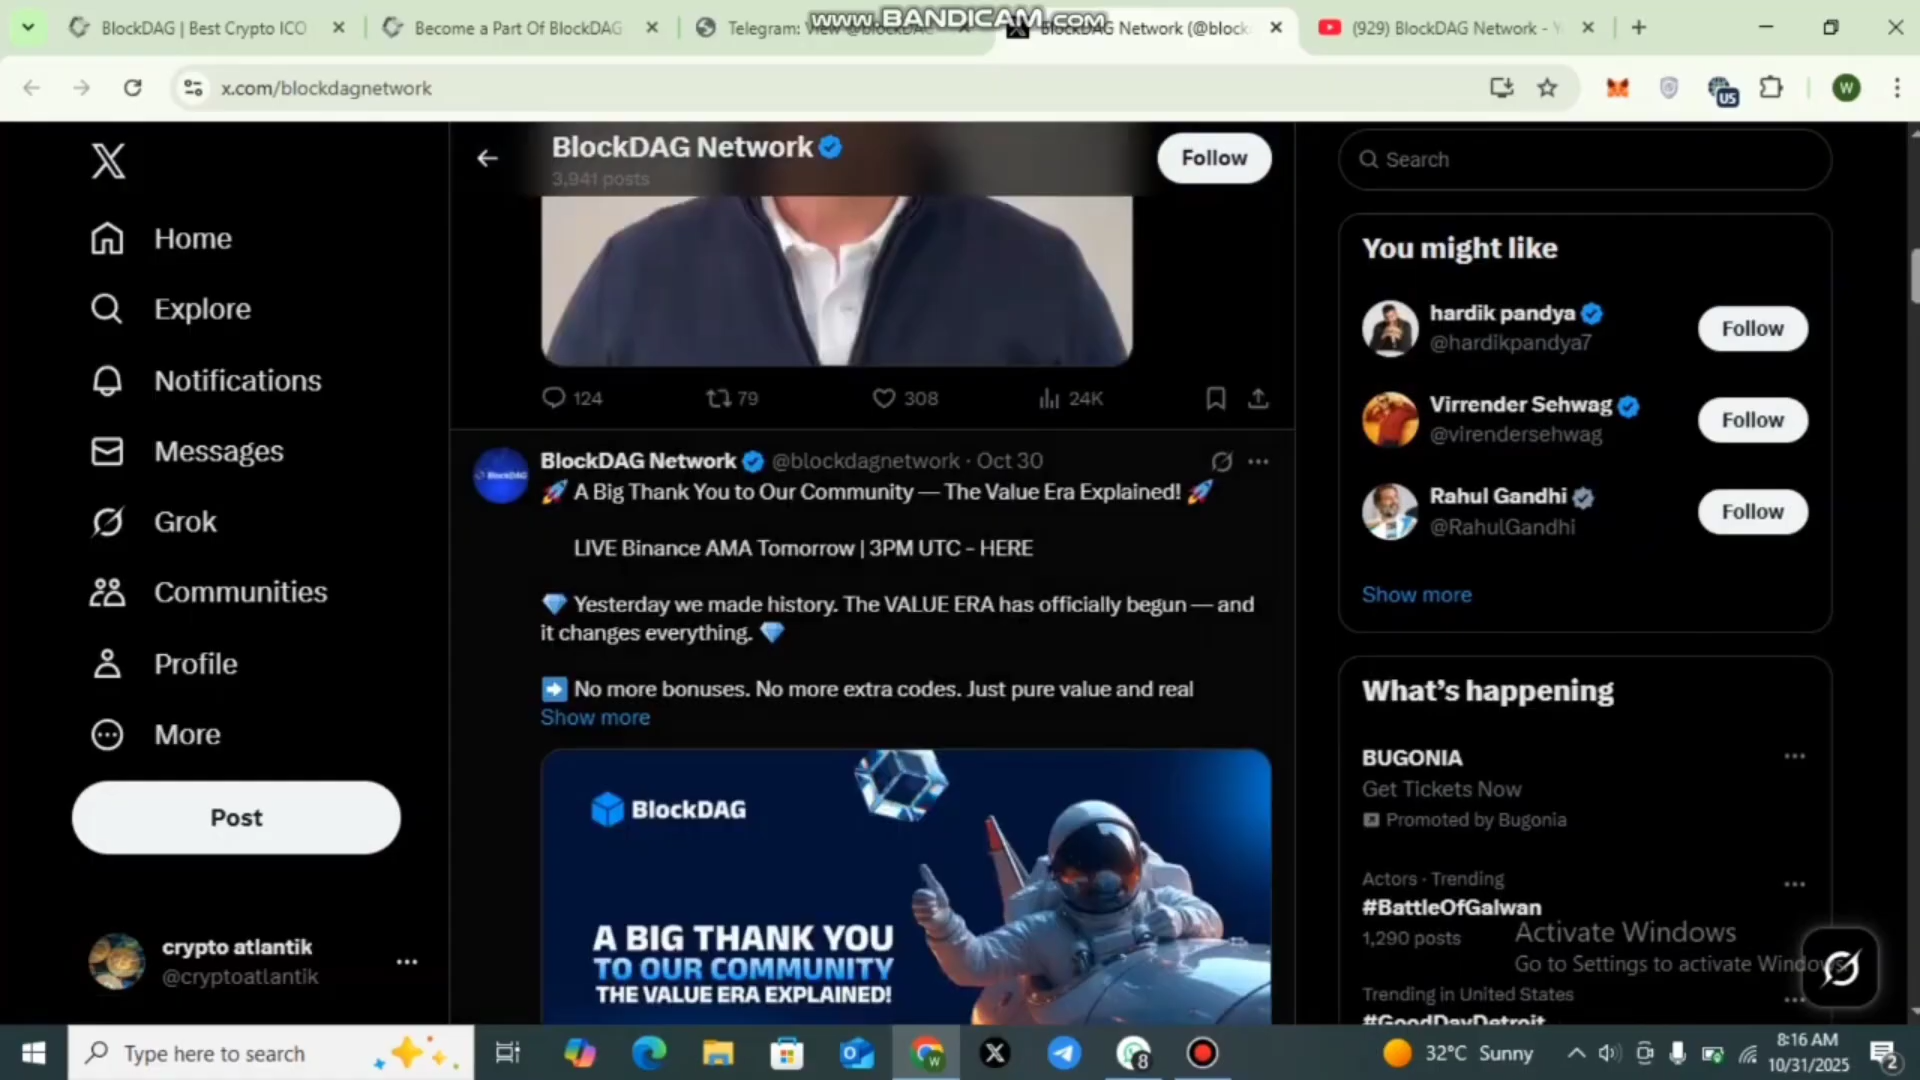 BlockDAG | Best Crypto ICO
Become a Part Of BlockDAG
Telegram: View @blockDAG
BlockDAG Network (@block
(929) BlockDAG Network - Y
www.BANDICAM.com
x.com/blockdagnetwork
US
W
BlockDAG Network
3,941 posts
Follow
Search
Home
Explore
Notifications
Messages
Grok
Communities
Profile
More
Post
crypto atlantik
@cryptoatlantik
124
79
308
24K
BlockDAG Network @blockdagnetwork · Oct 30
🚀 A Big Thank You to Our Community — The Value Era Explained! 🚀
LIVE Binance AMA Tomorrow | 3PM UTC - HERE
💎 Yesterday we made history. The VALUE ERA has officially begun — and
it changes everything. 💎
➡️ No more bonuses. No more extra codes. Just pure value and real
Show more
BlockDAG
BlockDAG
A BIG THANK YOU
TO OUR COMMUNITY
THE VALUE ERA EXPLAINED!
You might like
hardik pandya
@hardikpandya7
Follow
Virrender Sehwag
@virendersehwag
Follow
Rahul Gandhi
@RahulGandhi
Follow
Show more
What's happening
BUGONIA
Get Tickets Now
Promoted by Bugonia
Actors · Trending
#BattleOfGalwan
1,290 posts
Activate Windows
Go to Settings to activate Windows.
Trending in United States
#GoodDayDetroit
Type here to search
8
32°C Sunny
8:16 AM
10/31/2025
2